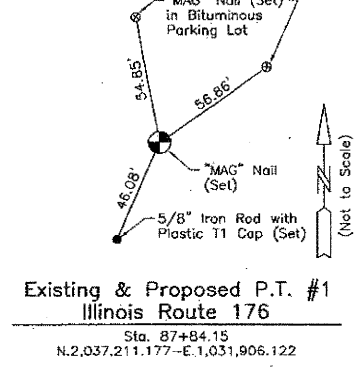 "MAG" Nail (Set)
in Bituminous
Parking Lot
54.85'
56.86'
"MAG" Nail
(Set)
46.08'
5/8" Iron Rod with
Plastic T1 Cap (Set)
N
(Not to Scale)
Existing & Proposed P.T. #1
Illinois Route 176
Sta. 87+84.15
N.2,037,211.177-E.1,031,906.122